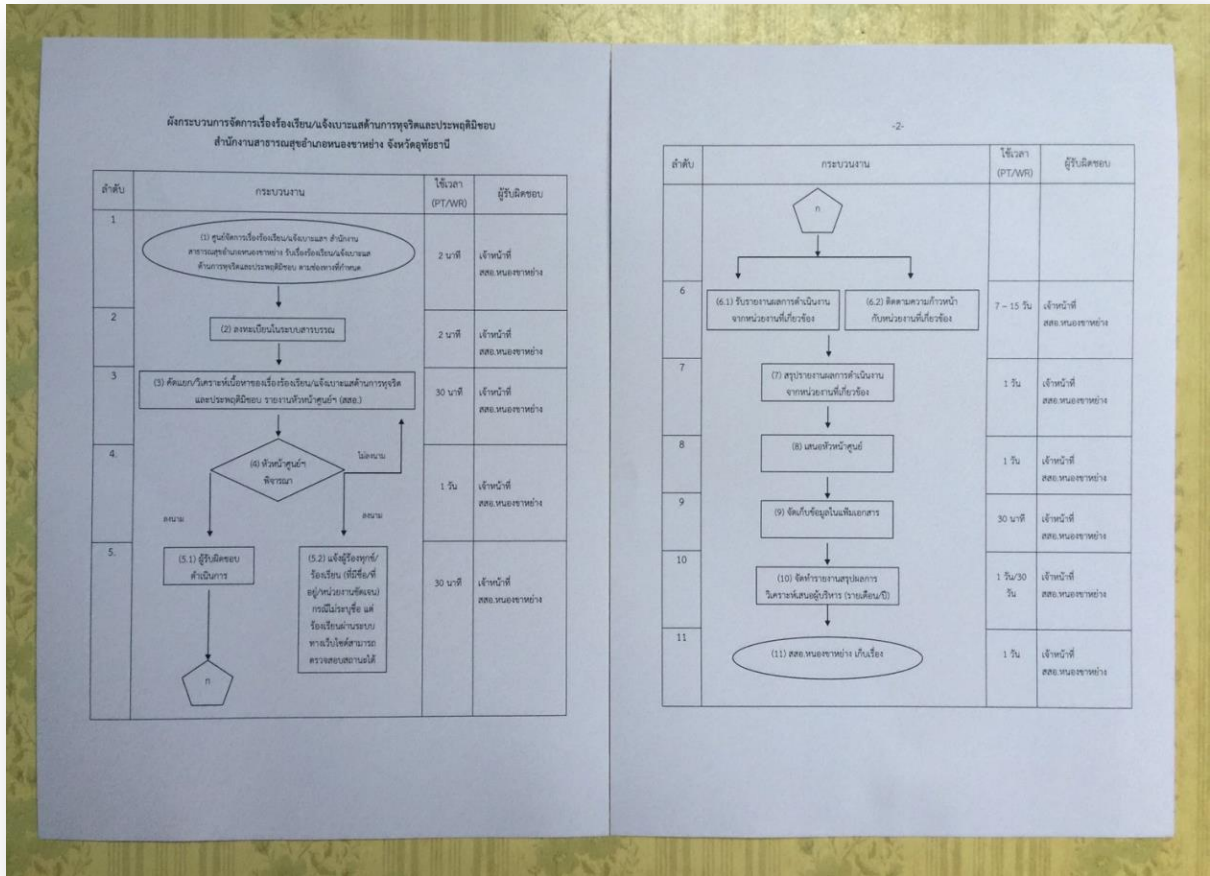 ผังกระบวนการจัดการเรื่องร้องเรียน/แจ้งเบาะแสด้านการทุจริตและประพฤติมิชอบ
สำนักงานสาธารณสุขอำเภอหนองขาหย่าง จังหวัดอุทัยธานี
ลำดับ
กระบวนงาน
ใช้เวลา
(PT/WR)
ผู้รับผิดชอบ
1
(1) ศูนย์จัดการเรื่องร้องเรียน/แจ้งเบาะแสฯ สำนักงาน
สาธารณสุขอำเภอหนองขาหย่าง รับเรื่องร้องเรียน/แจ้งเบาะแส
ด้านการทุจริตและประพฤติมิชอบ ตามช่องทางที่กำหนด
2 นาที
เจ้าหน้าที่
สสอ.หนองขาหย่าง
2
(2) ลงทะเบียนในระบบสารบรรณ
2 นาที
เจ้าหน้าที่
สสอ.หนองขาหย่าง
3
(3) คัดแยก/วิเคราะห์เนื้อหาของเรื่องร้องเรียน/แจ้งเบาะแสด้านการทุจริต
และประพฤติมิชอบ รายงานหัวหน้าศูนย์ฯ (สสอ.)
30 นาที
เจ้าหน้าที่
สสอ.หนองขาหย่าง
4.
(4) หัวหน้าศูนย์ฯ
พิจารณา
ไม่ลงนาม
1 วัน
เจ้าหน้าที่
สสอ.หนองขาหย่าง
ลงนาม
ลงนาม
5.
(5.1) ผู้รับผิดชอบ
ดำเนินการ
(5.2) แจ้งผู้ร้องทุกข์/
ร้องเรียน (ที่มีชื่อ/ที่
อยู่/หน่วยงานชัดเจน)
กรณีไม่ระบุชื่อ แต่
ร้องเรียนผ่านระบบ
ทางเว็บไซต์สามารถ
ตรวจสอบสถานะได้
30 นาที
เจ้าหน้าที่
สสอ.หนองขาหย่าง
ก
-2-
ลำดับ
กระบวนงาน
ใช้เวลา
(PT/WR)
ผู้รับผิดชอบ
ก
6
(6.1) รับรายงานผลการดำเนินงาน
จากหน่วยงานที่เกี่ยวข้อง
(6.2) ติดตามความก้าวหน้า
กับหน่วยงานที่เกี่ยวข้อง
7 – 15 วัน
เจ้าหน้าที่
สสอ.หนองขาหย่าง
7
(7) สรุปรายงานผลการดำเนินงาน
จากหน่วยงานที่เกี่ยวข้อง
1 วัน
เจ้าหน้าที่
สสอ.หนองขาหย่าง
8
(8) เสนอหัวหน้าศูนย์
1 วัน
เจ้าหน้าที่
สสอ.หนองขาหย่าง
9
(9) จัดเก็บข้อมูลในแฟ้มเอกสาร
30 นาที
เจ้าหน้าที่
สสอ.หนองขาหย่าง
10
(10) จัดทำรายงานสรุปผลการ
วิเคราะห์เสนอผู้บริหาร (รายเดือน/ปี)
1 วัน/30
วัน
เจ้าหน้าที่
สสอ.หนองขาหย่าง
11
(11) สสอ.หนองขาหย่าง เก็บเรื่อง
1 วัน
เจ้าหน้าที่
สสอ.หนองขาหย่าง